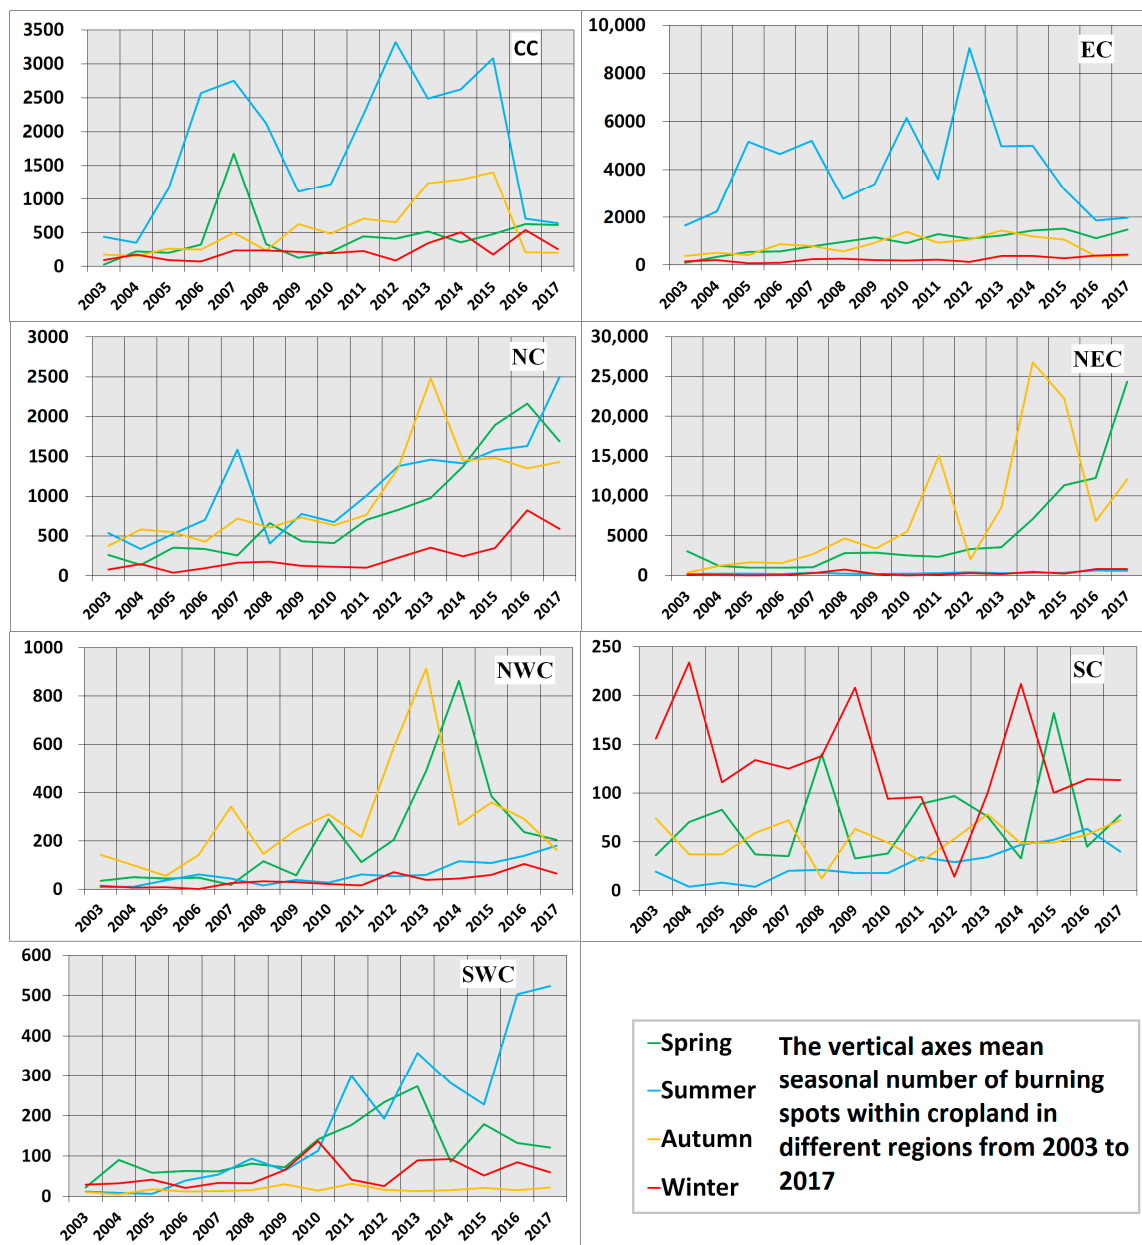 CC
3500
3000
2500
2000
1500
1000
500
0
2003 2004 2005 2006 2007 2008 2009 2010 2011 2012 2013 2014 2015 2016 2017
EC
10,000
8000
6000
4000
2000
0
2003 2004 2005 2006 2007 2008 2009 2010 2011 2012 2013 2014 2015 2016 2017
NC
3000
2500
2000
1500
1000
500
0
2003 2004 2005 2006 2007 2008 2009 2010 2011 2012 2013 2014 2015 2016 2017
NEC
30,000
25,000
20,000
15,000
10,000
5000
0
2003 2004 2005 2006 2007 2008 2009 2010 2011 2012 2013 2014 2015 2016 2017
NWC
1000
800
600
400
200
0
2003 2004 2005 2006 2007 2008 2009 2010 2011 2012 2013 2014 2015 2016 2017
SC
250
200
150
100
50
0
2003 2004 2005 2006 2007 2008 2009 2010 2011 2012 2013 2014 2015 2016 2017
SWC
600
500
400
300
200
100
0
2003 2004 2005 2006 2007 2008 2009 2010 2011 2012 2013 2014 2015 2016 2017
Spring
Summer
Autumn
Winter
The vertical axes mean
seasonal number of burning
spots within cropland in
different regions from 2003 to
2017